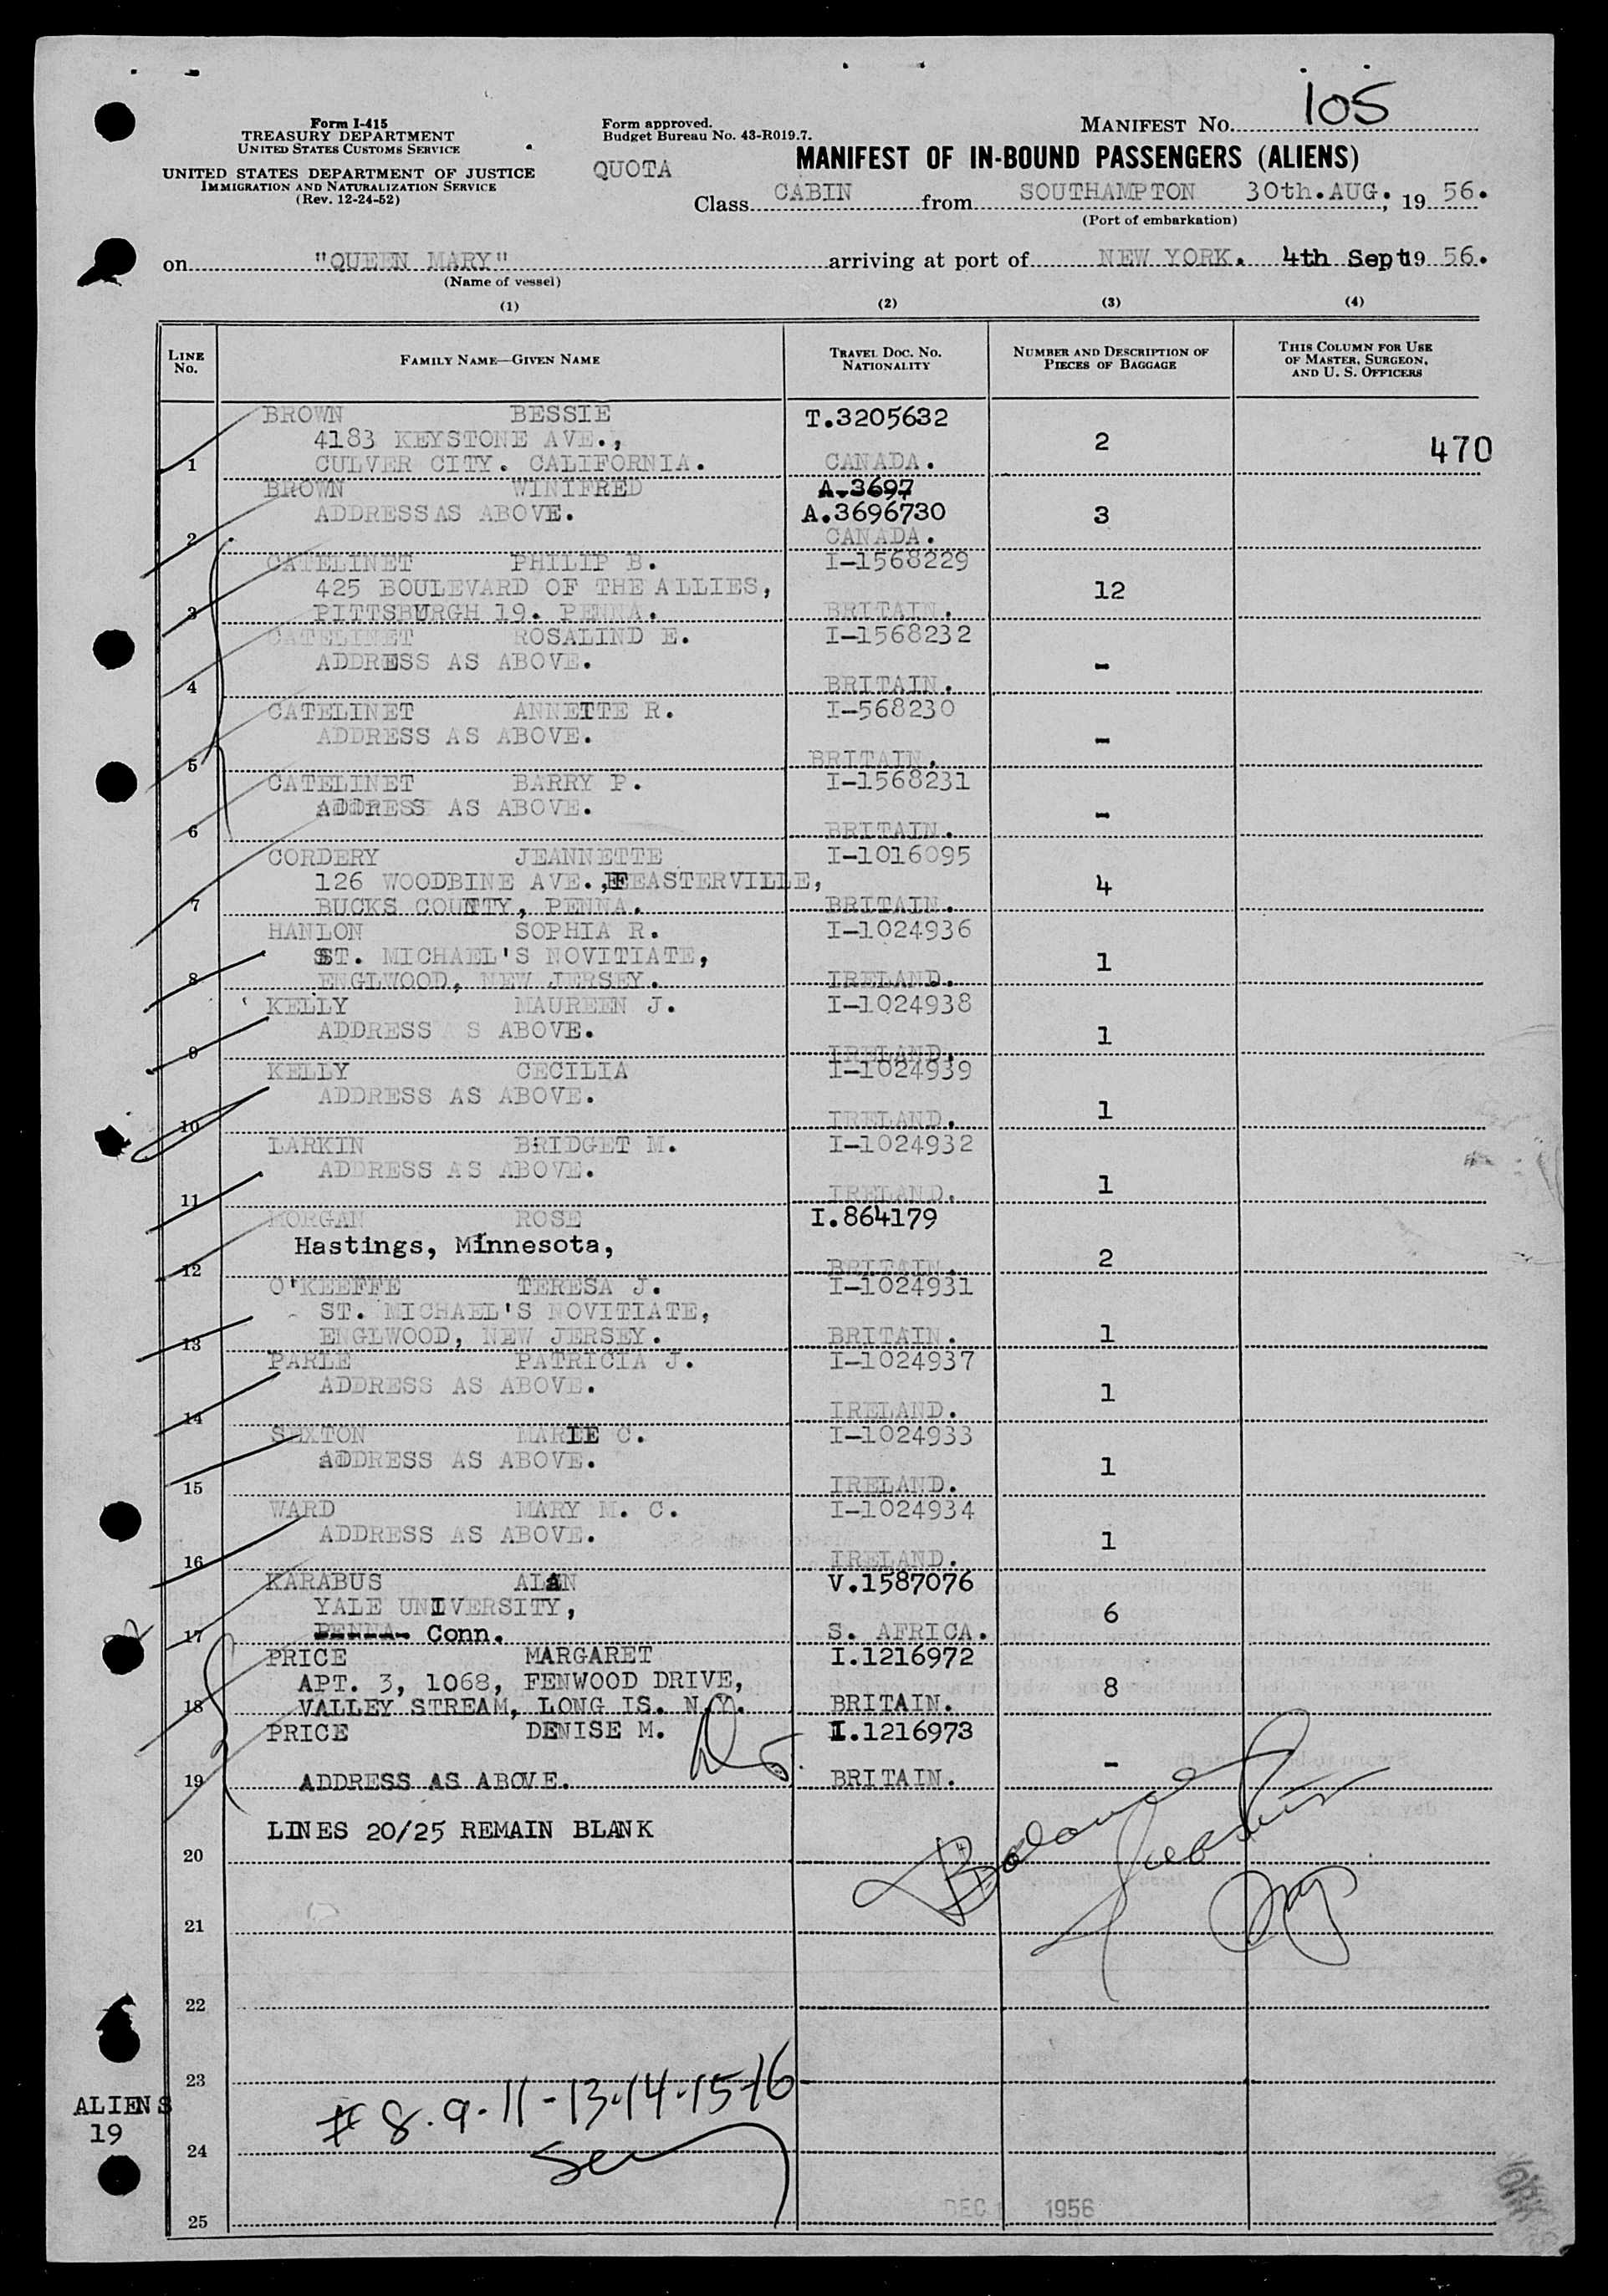 105
Form I-415
TREASURY DEPARTMENT
UNITED STATES CUSTOMS SERVICE
UNITED STATES DEPARTMENT OF JUSTICE
IMMIGRATION AND NATURALIZATION SERVICE
(Rev. 12-24-52)
Form approved.
Budget Bureau No. 43-R019.7.
MANIFEST NO.
QUOTA
MANIFEST OF IN-BOUND PASSENGERS (ALIENS)
Class CABIN from SOUTHAMPTON 30th.AUG., 19 56.
(Port of embarkation)
on "QUEEN MARY" arriving at port of NEW YORK. 4th Sept 19 56.
(Name of vessel)
(1) (2) (3) (4)
LINE NO.
FAMILY NAME—GIVEN NAME
TRAVEL DOC. NO. NATIONALITY
NUMBER AND DESCRIPTION OF PIECES OF BAGGAGE
THIS COLUMN FOR USE OF MASTER, SURGEON, AND U. S. OFFICERS
BROWN BESSIE T.3205632
4183 KEYSTONE AVE., 2
1 CULVER CITY. CALIFORNIA. CANADA. 470
BROWN WINIFRED A.3697
ADDRESS AS ABOVE. A.3696730 3
2 CANADA.
CATELINET PHILIP B. I-1568229
425 BOULEVARD OF THE ALLIES, 12
3 PITTSBURGH 19. PENNA. BRITAIN.
CATELINET ROSALIND E. I-1568232
ADDRESS AS ABOVE. -
4 BRITAIN.
CATELINET ANNETTE R. I-568230
ADDRESS AS ABOVE. -
5 BRITAIN.
CATELINET BARRY P. I-1568231
ADDRESS AS ABOVE. -
6 BRITAIN.
CORDERY JEANNETTE I-1016095
126 WOODBINE AVE., FEASTERVILLE, 4
7 BUCKS COUNTY, PENNA. BRITAIN.
HANLON SOPHIA R. I-1024936
ST. MICHAEL'S NOVITIATE, 1
8 ENGLWOOD, NEW JERSEY. IRELAND.
KELLY MAUREEN J. I-1024938
ADDRESS A S ABOVE. 1
9 IRELAND.
KELLY CECILIA I-1024939
ADDRESS AS ABOVE. 1
10 IRELAND.
LARKIN BRIDGET M. I-1024932
ADDRESS AS ABOVE. 1
11 IRELAND.
MORGAN ROSE I.864179
Hastings, Minnesota, 2
12 BRITAIN.
O'KEEFFE TERESA J. I-1024931
ST. MICHAEL'S NOVITIATE,
13 ENGLWOOD, NEW JERSEY. BRITAIN. 1
PARLE PATRICIA J. I-1024937
ADDRESS AS ABOVE. 1
14 IRELAND.
SEXTON MARIE C. I-1024933
ADDRESS AS ABOVE. 1
15 IRELAND.
WARD MARY M. C. I-1024934
ADDRESS AS ABOVE. 1
16 IRELAND.
KARABUS ALAN V.1587076
YALE UNIVERSITY, 6
17 PENNA. Conn. S. AFRICA.
PRICE MARGARET I.1216972
APT. 3, 1068, FENWOOD DRIVE, 8
18 VALLEY STREAM, LONG IS. N.Y. BRITAIN.
PRICE DENISE M. I.1216973
-
19 ADDRESS AS ABOVE. BRITAIN.
LINES 20/25 REMAIN BLANK
20
21
22
23
# 8.9.11-13.14.15-16
ALIENS
19
24
25
DEC 1956